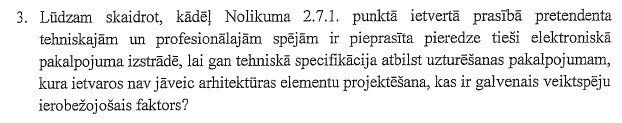 3. Lūdzam skaidrot, kādēļ Nolikuma 2.7.1. punktā ietvertā prasībā pretendenta
tehniskajām un profesionālajām spējām ir pieprasīta pieredze tieši elektroniskā
pakalpojuma izstrādē, lai gan tehniskā specifikācija atbilst uzturēšanas pakalpojumam,
kura ietvaros nav jāveic arhitektūras elementu projektēšana, kas ir galvenais veiktspēju
ierobežojošais faktors?